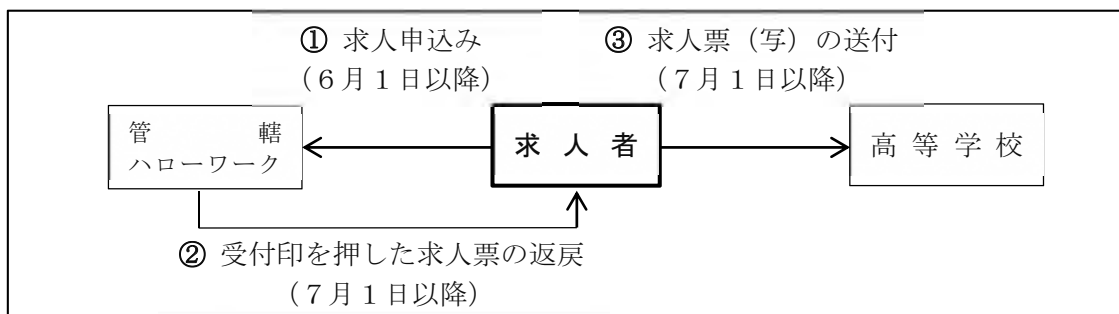 ① 求人申込み
(6月1日以降)
③ 求人票(写)の送付
(7月1日以降)
管轄
ハローワーク
求人者
高等学校
② 受付印を押した求人票の返戻
(7月1日以降)